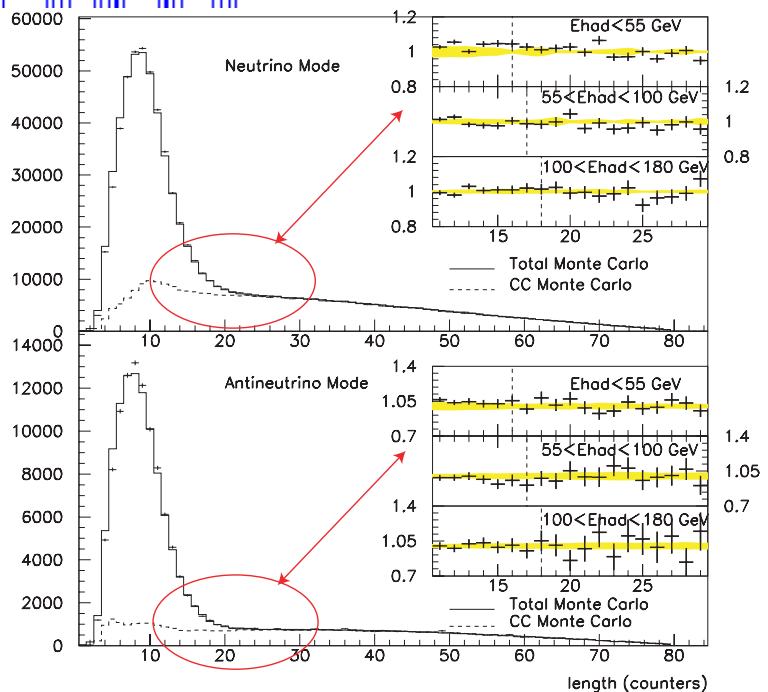 60000
50000
40000
30000
20000
10000
0
Neutrino Mode
1.2
1
0.8
Ehad<55 GeV
55<Ehad<100 GeV
1.2
1
0.8
1.2
1
0.8
100<Ehad<180 GeV
15 20 25
Total Monte Carlo
CC Monte Carlo
10 20 30 40 50 60 70 80
14000
12000
10000
8000
6000
4000
2000
0
Antineutrino Mode
1.4
1.05
0.7
Ehad<55 GeV
55<Ehad<100 GeV
1.4
1.05
0.7
1.4
1.05
0.7
100<Ehad<180 GeV
15 20 25
Total Monte Carlo
CC Monte Carlo
10 20 30 40 50 60 70 80
length (counters)